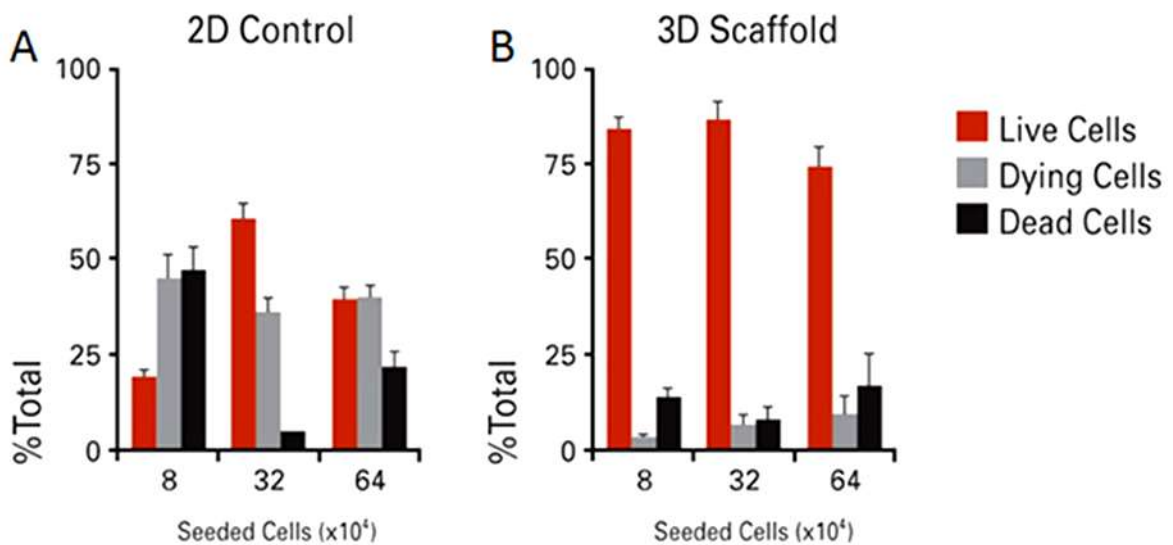 A
2D Control
100
75
50
25
0
%Total
8
32
64
Seeded Cells (x10⁴)
B
3D Scaffold
100
75
50
25
0
%Total
8
32
64
Seeded Cells (x10⁴)
Live Cells
Dying Cells
Dead Cells